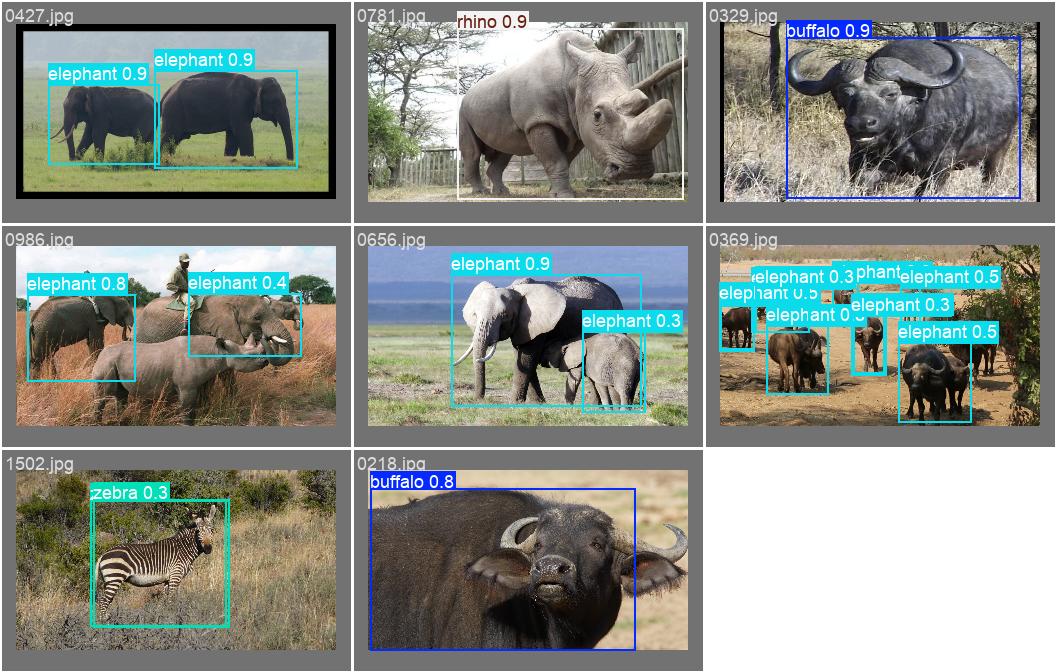 0427.jpg
elephant 0.9
elephant 0.9
0781.jpg
rhino 0.9
0329.jpg
buffalo 0.9
0986.jpg
elephant 0.8
elephant 0.4
0656.jpg
elephant 0.9
elephant 0.3
0369.jpg
elephant 0.3
phant
elephant 0.5
elephant 0.5
elephant 0.3
elephant 0
elephant 0.5
1502.jpg
zebra 0.3
0218.jpg
buffalo 0.8